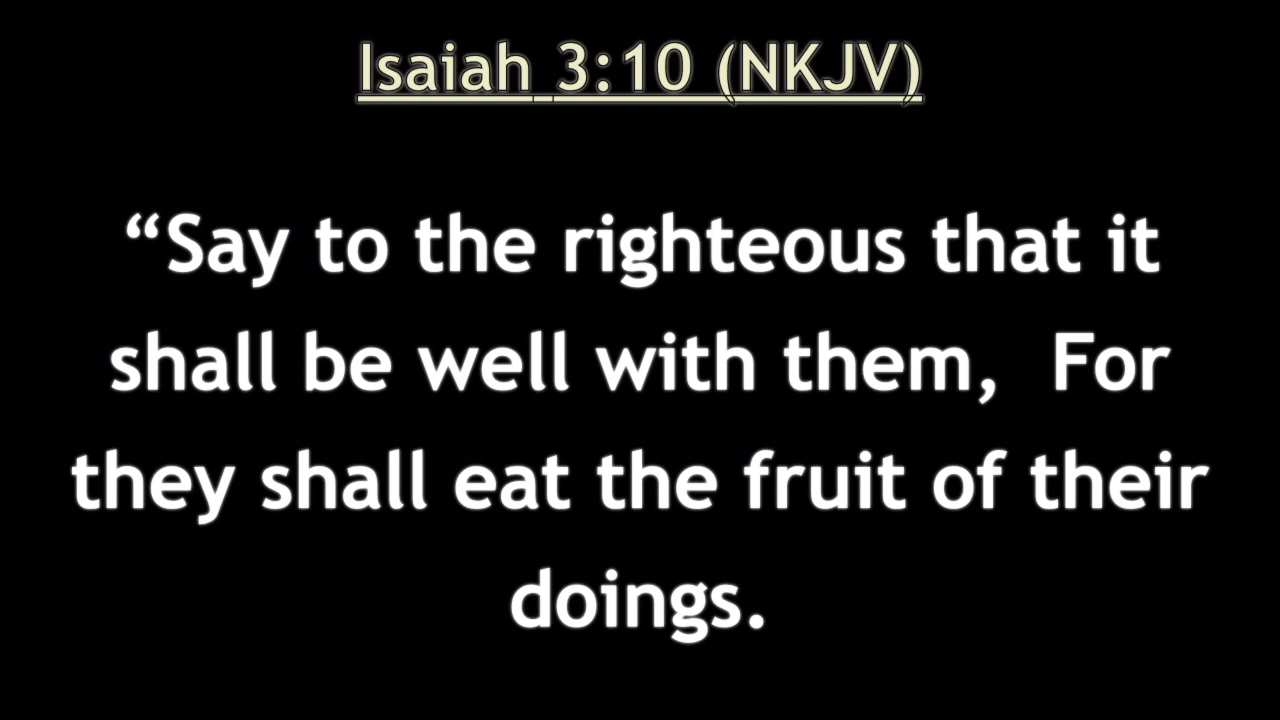 Isaiah 3:10 (NKJV)
“Say to the righteous that it
shall be well with them,  For
they shall eat the fruit of their
doings.